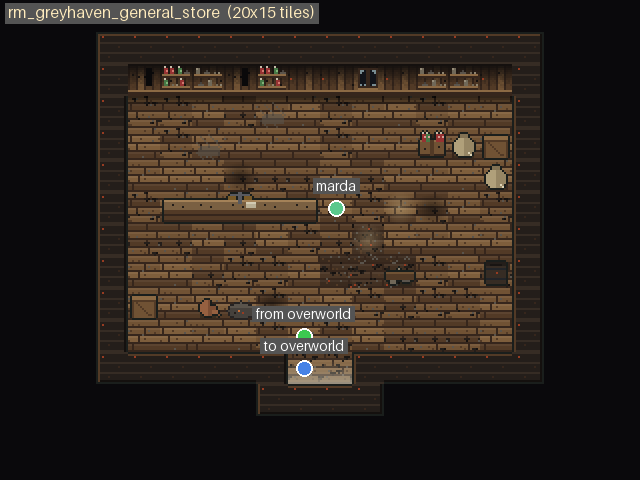 rm_greyhaven_general_store (20x15 tiles)
marda
from overworld
to overworld